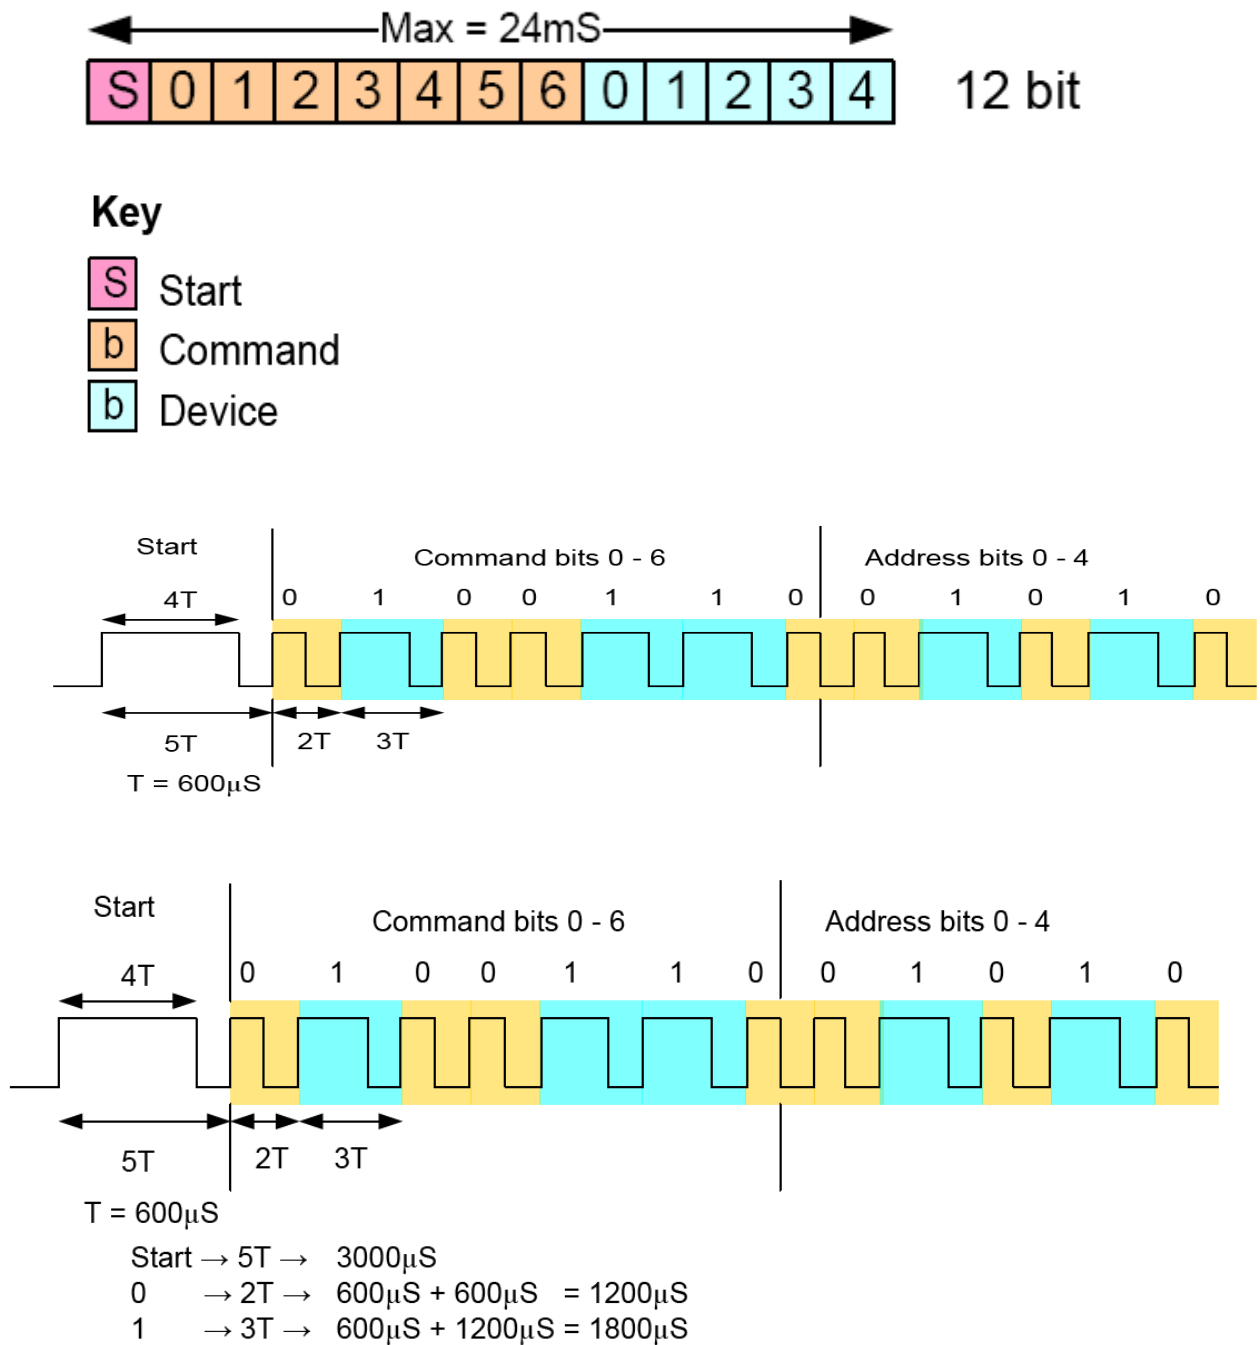 Max = 24mS
S 0 1 2 3 4 5 6 0 1 2 3 4 12 bit
Key
S Start
b Command
b Device
Start
Command bits 0 - 6 Address bits 0 - 4
4T 0 1 0 0 1 1 0 0 1 0 1 0
5T 2T 3T
T = 600μS
Start
Command bits 0 - 6 Address bits 0 - 4
4T 0 1 0 0 1 1 0 0 1 0 1 0
5T 2T 3T
T = 600μS
Start → 5T → 3000μS
0 → 2T → 600μS + 600μS = 1200μS
1 → 3T → 600μS + 1200μS = 1800μS